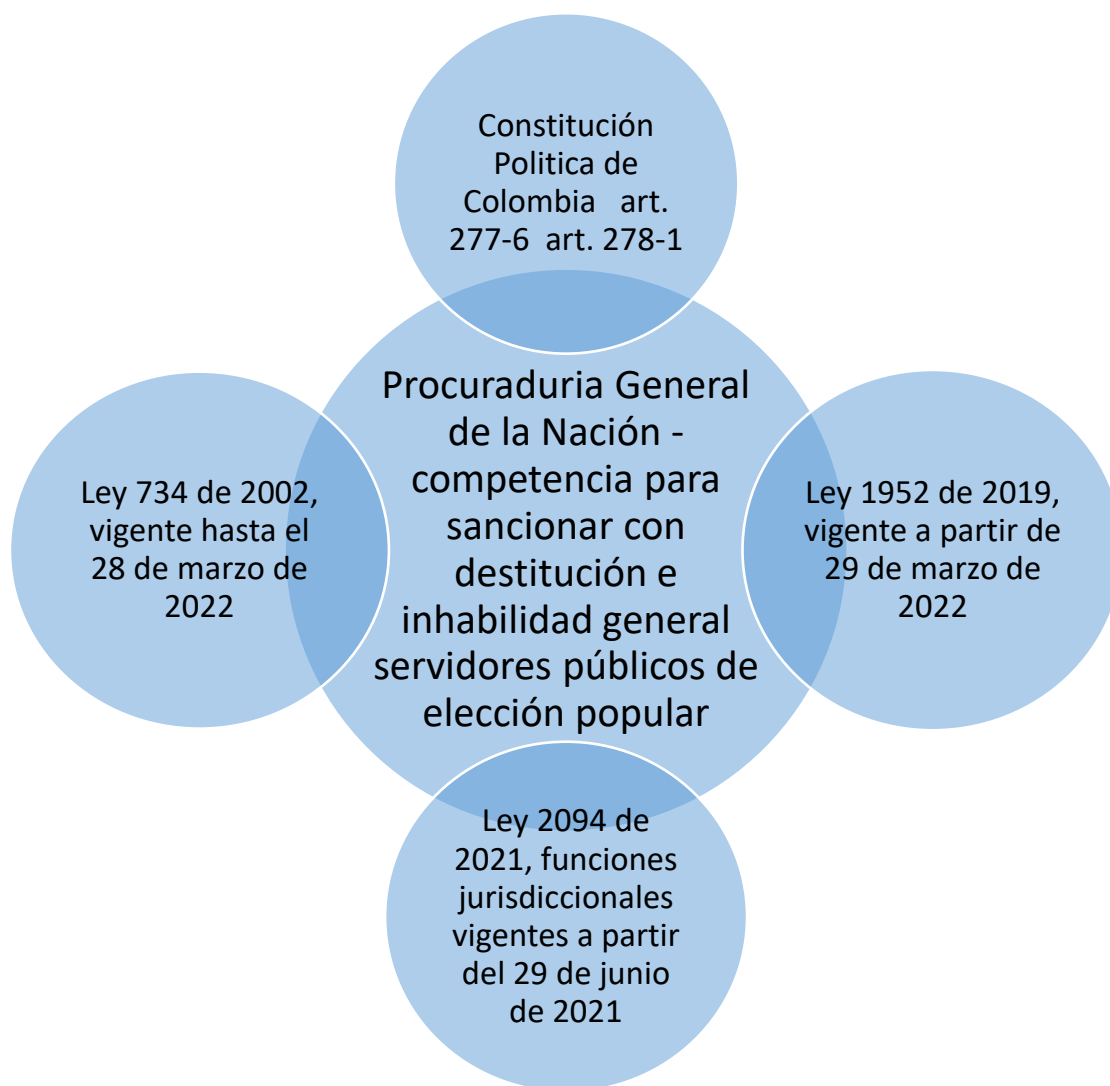 Constitución
Politica de
Colombia   art.
277-6  art. 278-1
Procuraduria General
de la Nación -
competencia para
sancionar con
destitución e
inhabilidad general
servidores públicos de
elección popular
Ley 734 de 2002,
vigente hasta el
28 de marzo de
2022
Ley 1952 de 2019,
vigente a partir de
29 de marzo de
2022
Ley 2094 de
2021, funciones
jurisdiccionales
vigentes a partir
del 29 de junio
de 2021